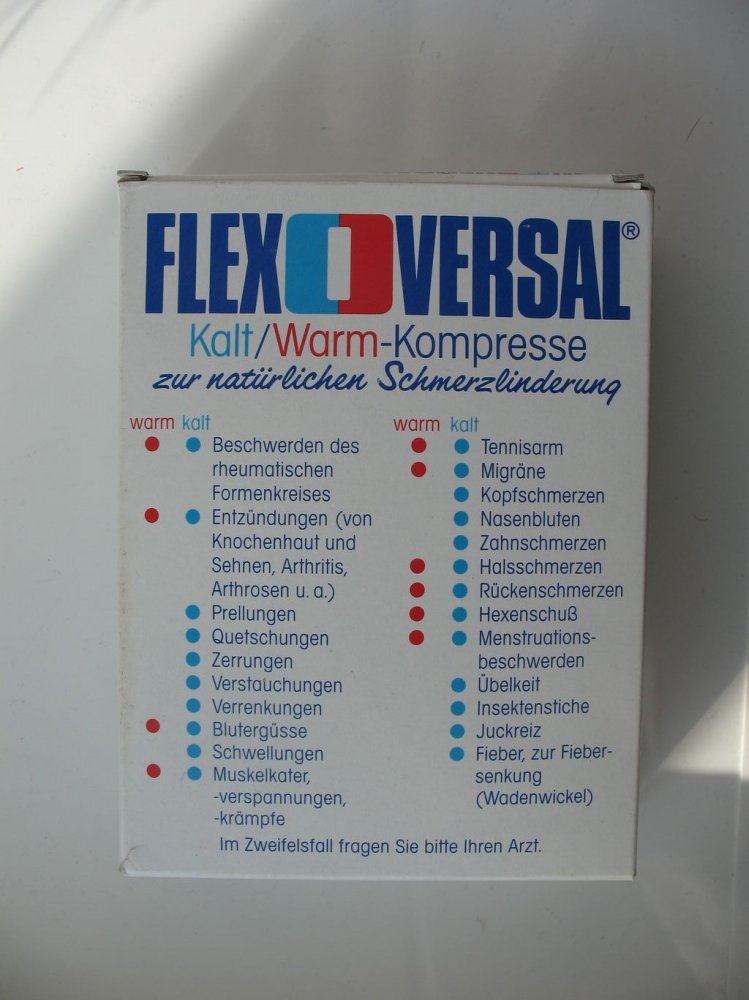 FLEXOVERSAL®
Kalt/Warm-Kompresse
zur natürlichen Schmerzlinderung
warm kalt
Beschwerden des
rheumatischen
Formenkreises
Entzündungen (von
Knochenhaut und
Sehnen, Arthritis,
Arthrosen u. a.)
Prellungen
Quetschungen
Zerrungen
Verstauchungen
Verrenkungen
Blutergüsse
Schwellungen
Muskelkater,
-verspannungen,
-krämpfe
warm kalt
Tennisarm
Migräne
Kopfschmerzen
Nasenbluten
Zahnschmerzen
Halsschmerzen
Rückenschmerzen
Hexenschuß
Menstruations-
beschwerden
Übelkeit
Insektenstiche
Juckreiz
Fieber, zur Fieber-
senkung
(Wadenwickel)
Im Zweifelsfall fragen Sie bitte Ihren Arzt.